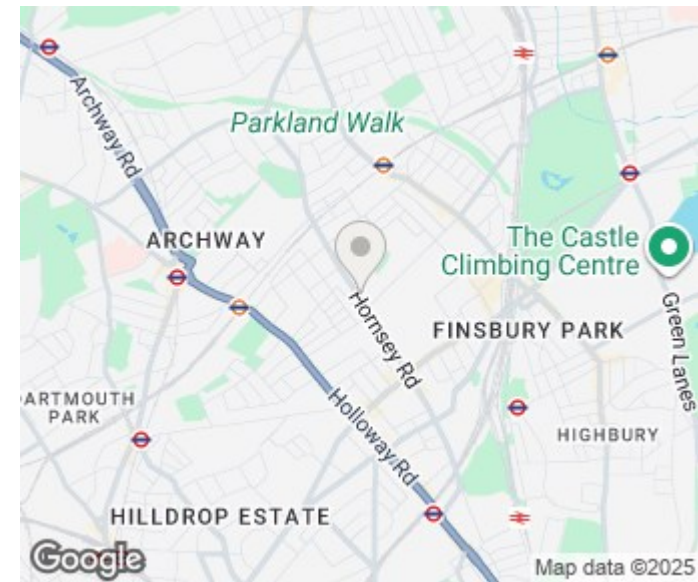 Archway Rd
Parkland Walk
ARCHWAY
The Castle
Climbing Centre
Hornsey Rd
FINSBURY PARK
Green Lanes
DARTMOUTH
PARK
Holloway Rd
HIGHBURY
HILLDROP ESTATE
Google
Map data ©2025